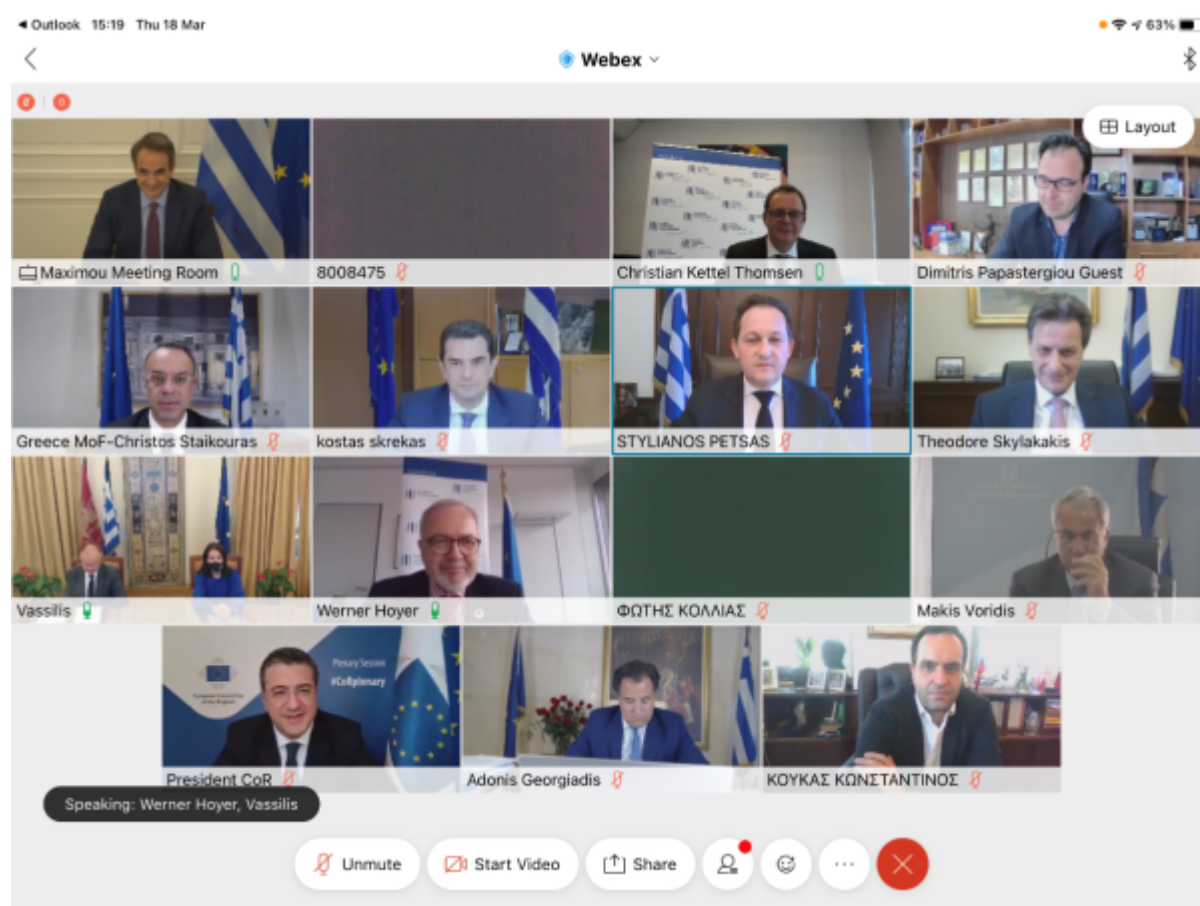 Outlook 15:19 Thu 18 Mar
63%
Webex
Layout
Maximou Meeting Room
8008475
Christian Kettel Thomsen
Dimitris Papastergiou Guest
Greece MoF-Christos Staikouras
kostas skrekas
STYLIANOS PETSAS
Theodore Skylakakis
Vassilis
Werner Hoyer
ΦΩΤΗΣ ΚΟΛΛΙΑΣ
Makis Voridis
Plenary Session
#CoRplenary
President CoR
Adonis Georgiadis
ΚΟΥΚΑΣ ΚΩΝΣΤΑΝΤΙΝΟΣ
Speaking: Werner Hoyer, Vassilis
Unmute
Start Video
Share